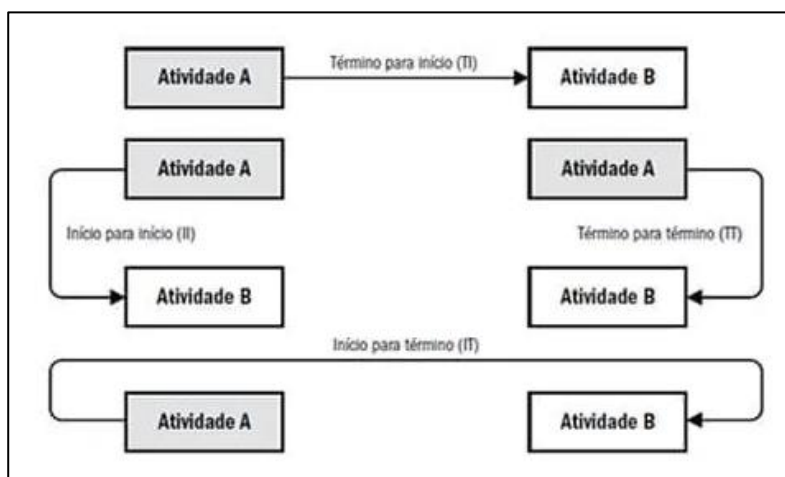 Atividade A
Término para início (TI)
Atividade B
Atividade A
Atividade A
Início para início (II)
Término para término (TT)
Atividade B
Atividade B
Início para término (IT)
Atividade A
Atividade B